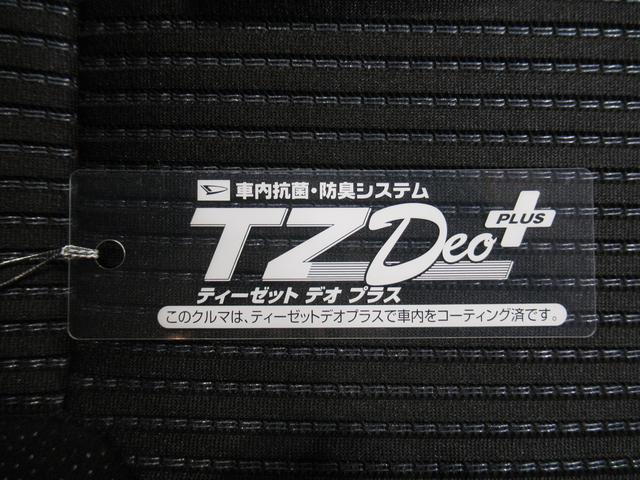 車内抗菌・防臭システム
TZ Deo PLUS
ティーゼット デオ プラス
このクルマは、ティーゼットデオプラスで車内をコーティング済です。